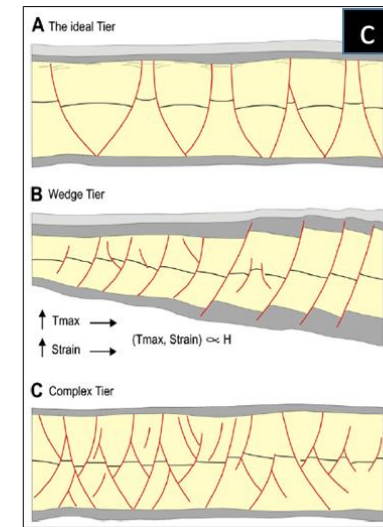 A The ideal Tier
C
B Wedge Tier
↑ Tmax →
↑ Strain →
(Tmax, Strain) ∝ H
C Complex Tier